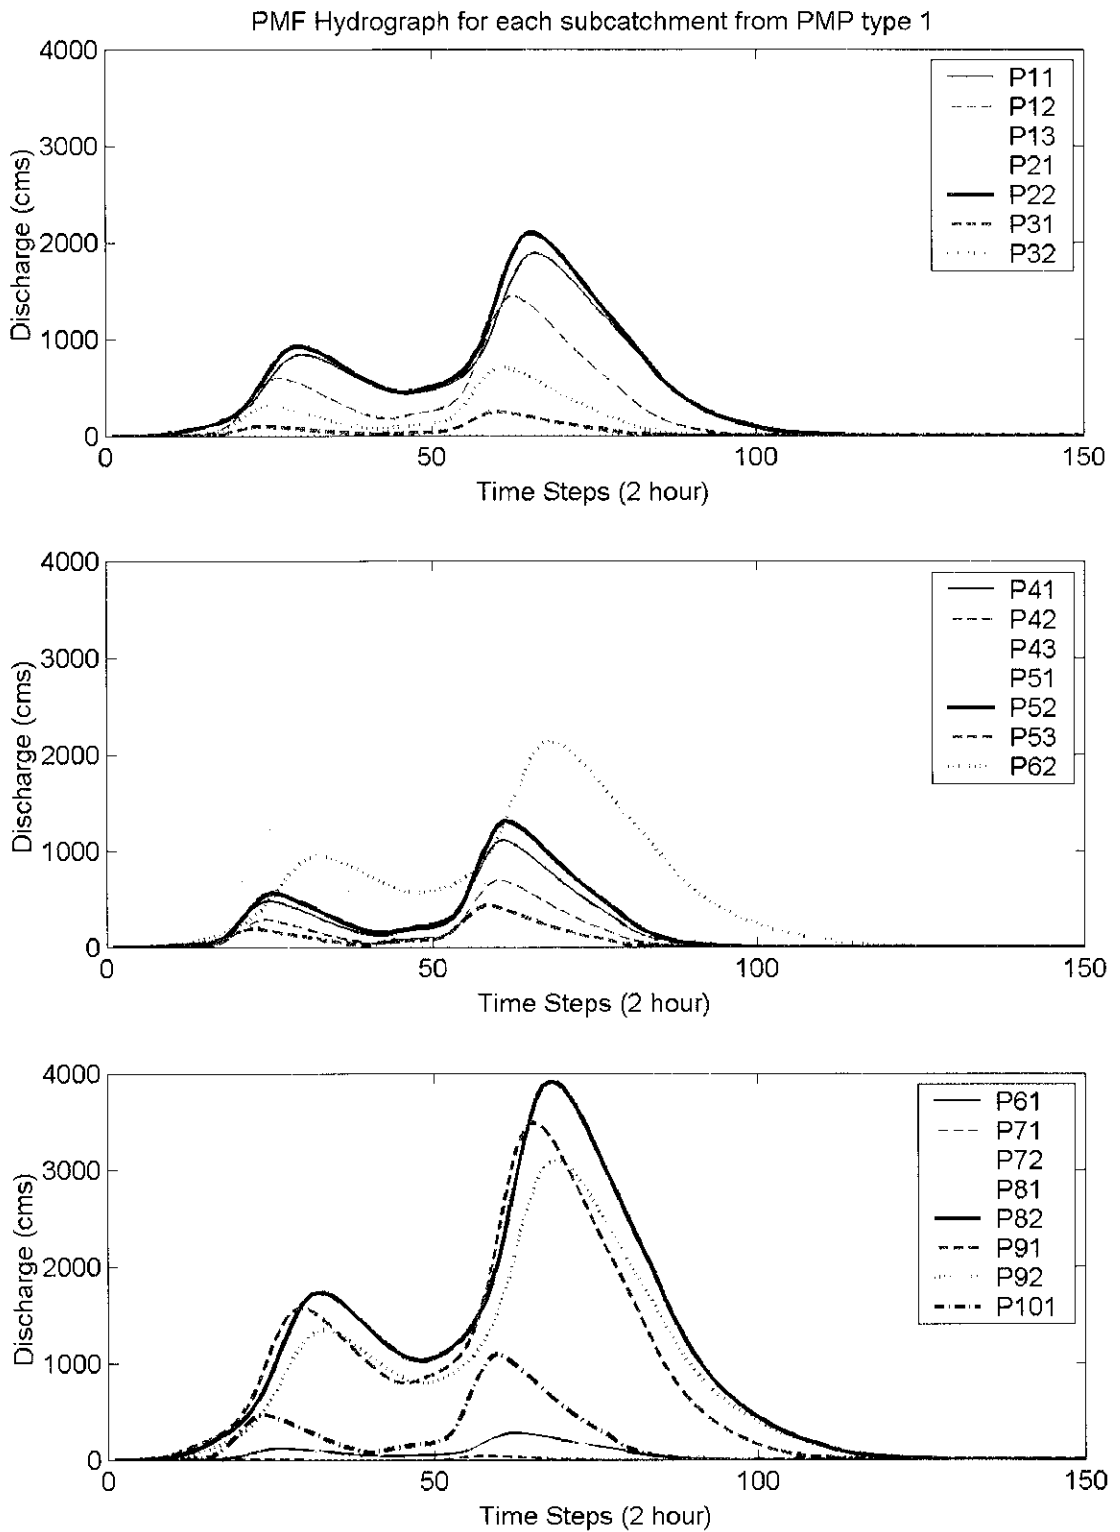 PMF Hydrograph for each subcatchment from PMP type 1
4000
3000
2000
1000
0
Discharge (cms)
0 50 100 150
Time Steps (2 hour)
P11
P12
P13
P21
P22
P31
P32
4000
3000
2000
1000
0
Discharge (cms)
0 50 100 150
Time Steps (2 hour)
P41
P42
P43
P51
P52
P53
P62
4000
3000
2000
1000
0
Discharge (cms)
0 50 100 150
Time Steps (2 hour)
P61
P71
P72
P81
P82
P91
P92
P101